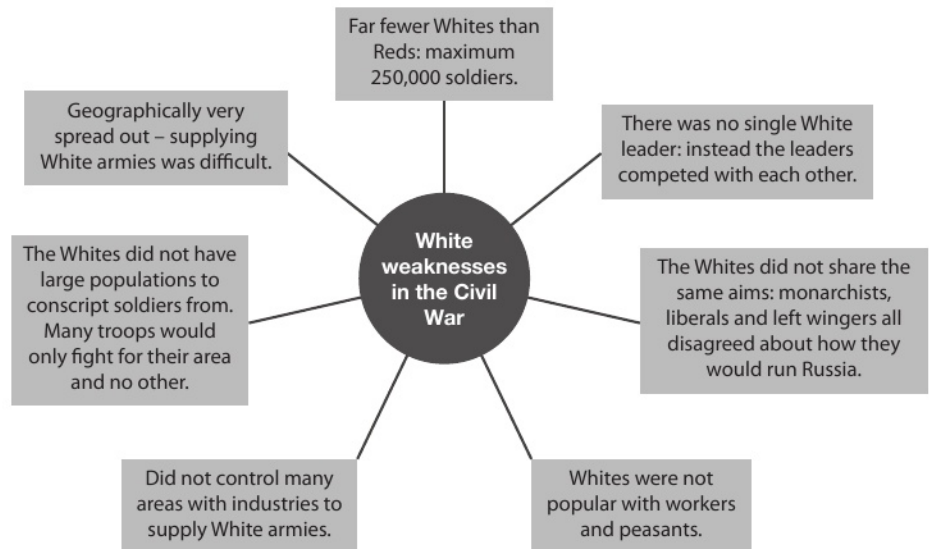 Far fewer Whites than
Reds: maximum
250,000 soldiers.
Geographically very
spread out – supplying
White armies was difficult.
There was no single White
leader: instead the leaders
competed with each other.
White
weaknesses
in the Civil
War
The Whites did not have
large populations to
conscript soldiers from.
Many troops would
only fight for their area
and no other.
The Whites did not share the
same aims: monarchists,
liberals and left wingers all
disagreed about how they
would run Russia.
Did not control many
areas with industries to
supply White armies.
Whites were not
popular with workers
and peasants.